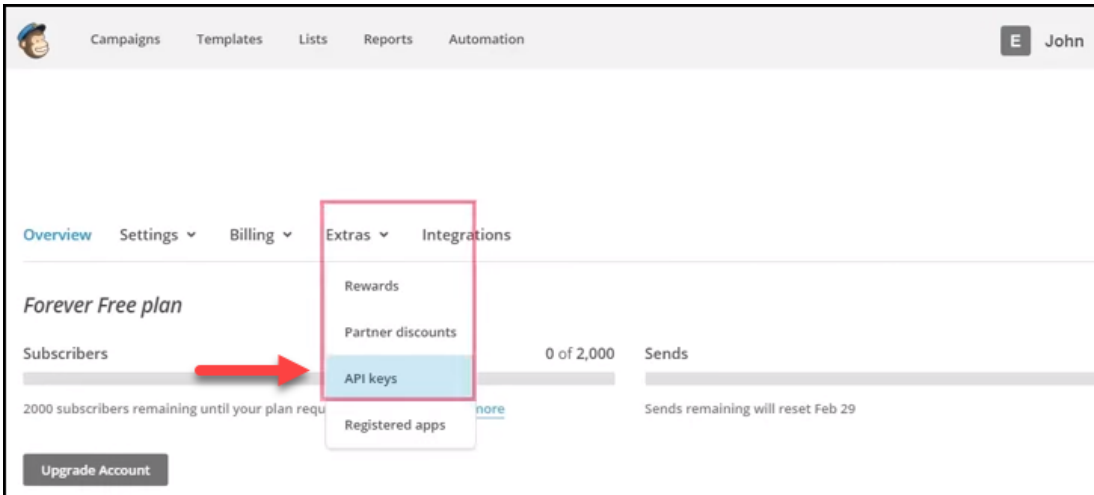 Campaigns Templates Lists Reports Automation E John
Overview Settings Billing Extras Integrations
Rewards
Forever Free plan
Partner discounts
Subscribers 0 of 2,000 Sends
API keys
2000 subscribers remaining until your plan requ more Sends remaining will reset Feb 29
Registered apps
Upgrade Account